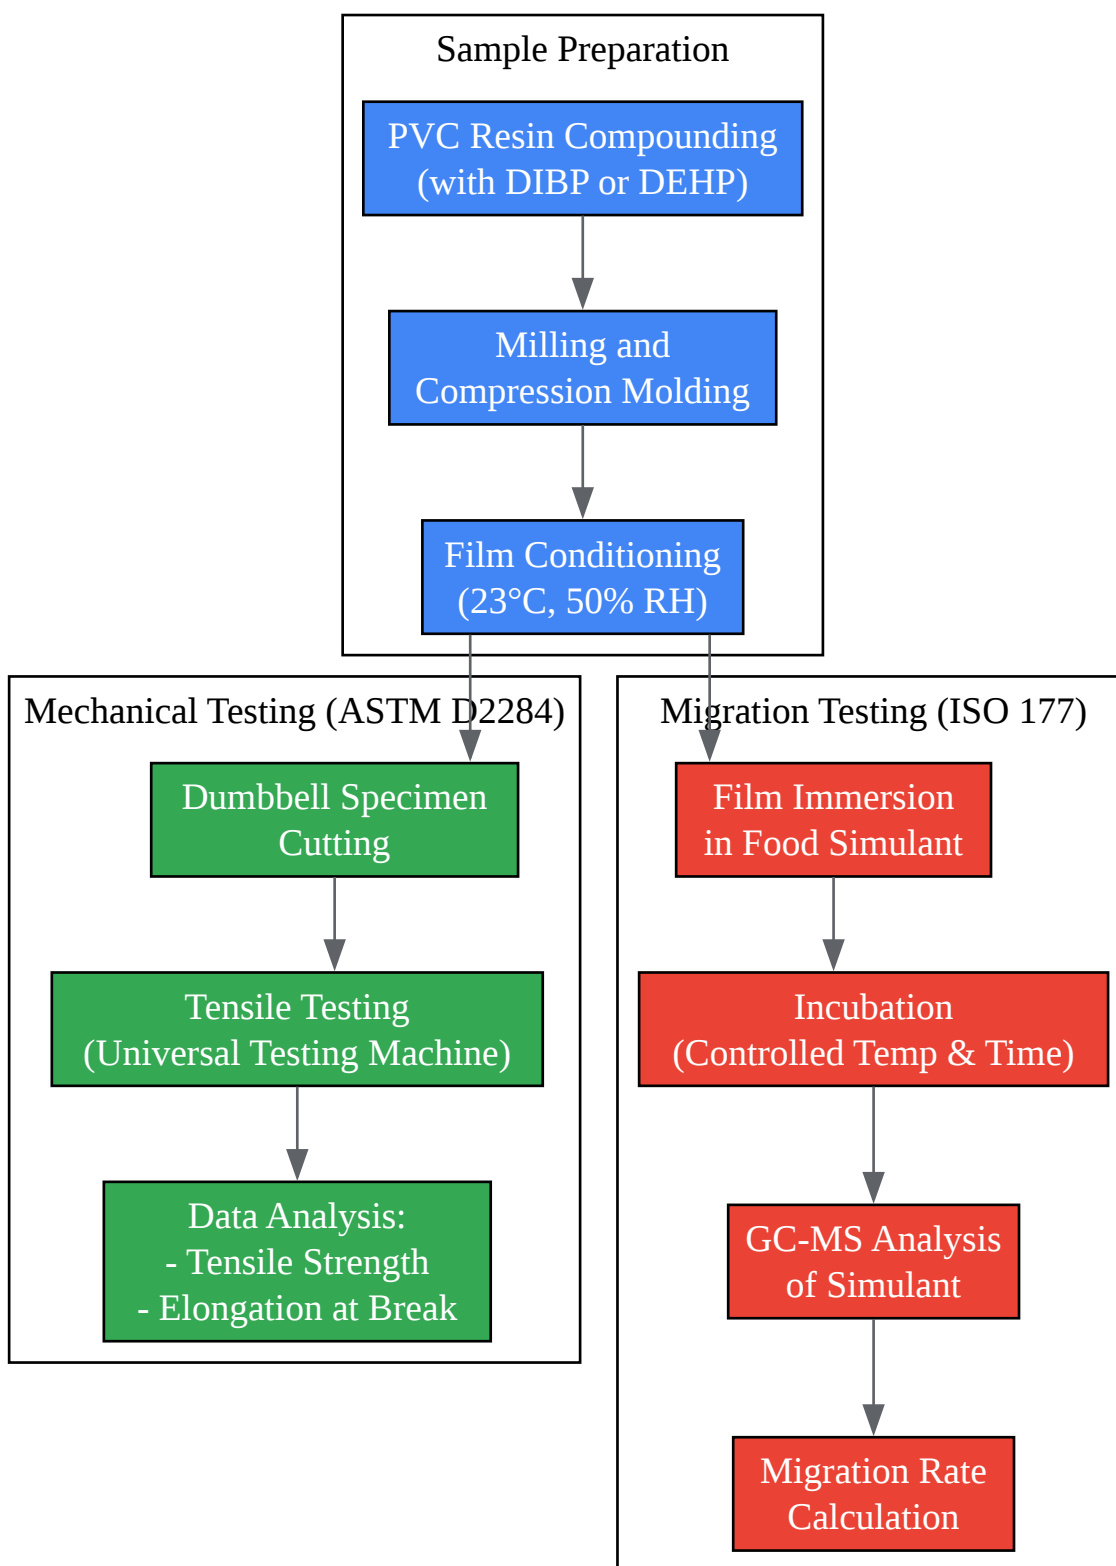 Sample Preparation
PVC Resin Compounding
(with DIBP or DEHP)
Milling and
Compression Molding
Film Conditioning
(23°C, 50% RH)
Mechanical Testing (ASTM D2284)
Dumbbell Specimen
Cutting
Tensile Testing
(Universal Testing Machine)
Data Analysis:
- Tensile Strength
- Elongation at Break
Migration Testing (ISO 177)
Film Immersion
in Food Simulant
Incubation
(Controlled Temp & Time)
GC-MS Analysis
of Simulant
Migration Rate
Calculation